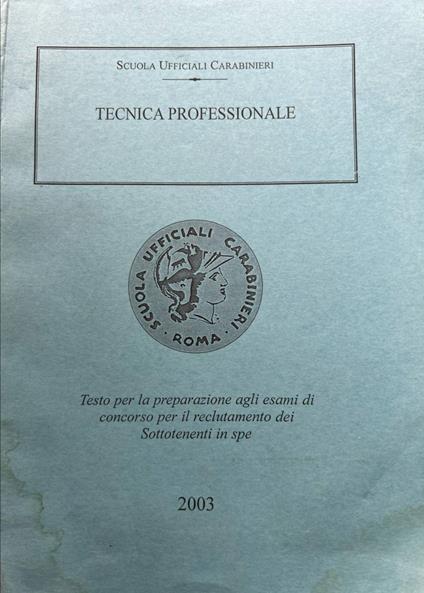 SCUOLA UFFICIALI CARABINIERI
TECNICA PROFESSIONALE
SCUOLA UFFICIALI CARABINIERI
· ROMA ·
Testo per la preparazione agli esami di
concorso per il reclutamento dei
Sottotenenti in spe
2003